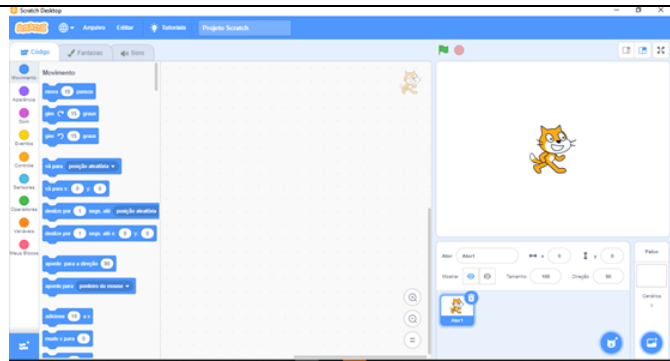 Scratch Desktop
SCRATCH Arquivo Editar Tutoriais Projeto Scratch
Código Fantasias Sons
Movimento
Movimento
mova 10 passos
Aparência
Som
gire 15 graus
Eventos
gire 15 graus
Controle
vá para posição aleatória
Sensores
vá para x: 0 y: 0
Operadores
deslize por 1 segs. até posição aleatória
Variáveis
deslize por 1 segs. até x: 0 y: 0
Meus Blocos
aponte para a direção 90
aponte para ponteiro do mouse
adicione 10 a x
mude x para 0
Ator Ator1 x 0 y 0
Mostrar Tamanho 100 Direção 90
Ator1
Palco
Cenários
1